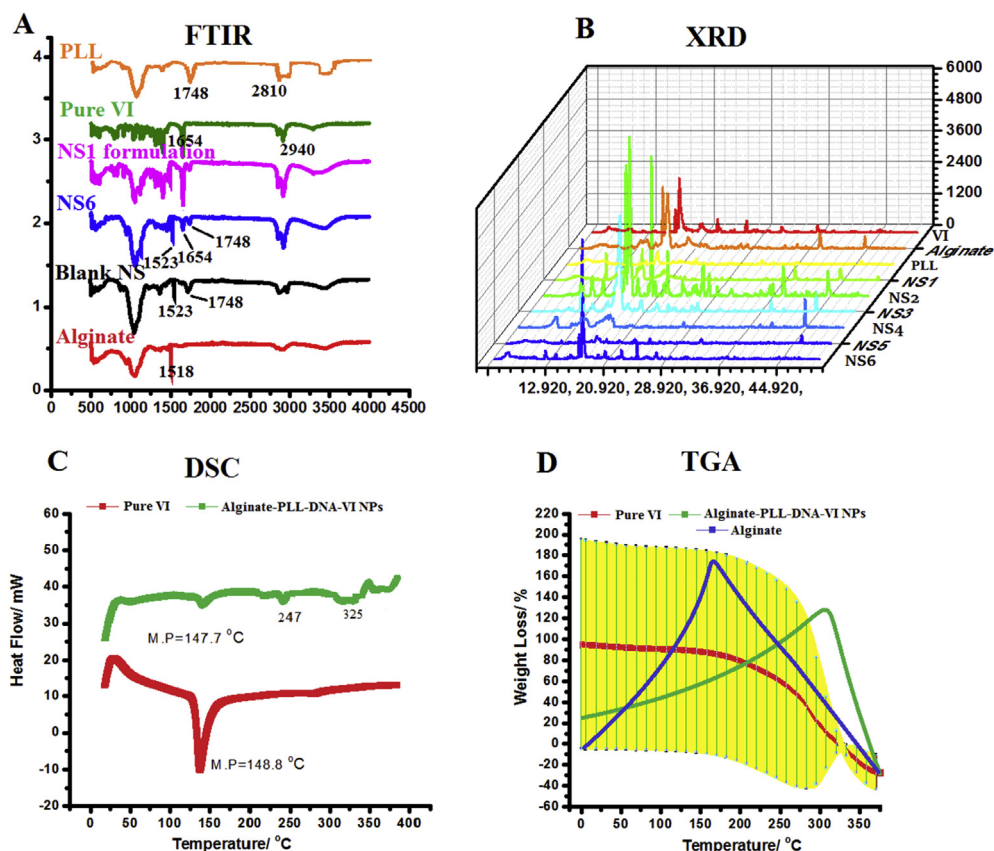 A
FTIR
4
3
2
1
0
PLL
1748
2810
Pure VI
1654
2940
NS1 formulation
NS6
1523
1654
1748
Blank NS
1523
1748
Alginate
1518
0 500 1000 1500 2000 2500 3000 3500 4000 4500
B
XRD
6000
4800
3600
2400
1200
0
VI
Alginate
PLL
NS1
NS2
NS3
NS4
NS5
NS6
12.920, 20.920, 28.920, 36.920, 44.920,
C
DSC
Pure VI Alginate-PLL-DNA-VI NPs
Heat Flow/ mW
60
50
40
30
20
10
0
-10
-20
247
325
M.P=147.7 °C
M.P=148.8 °C
0 50 100 150 200 250 300 350 400
Temperature/ °C
D
TGA
Pure VI Alginate-PLL-DNA-VI NPs
Alginate
Weight Loss/ %
220
200
180
160
140
120
100
80
60
40
20
0
-20
-40
-60
0 50 100 150 200 250 300 350
Temperature/ °C